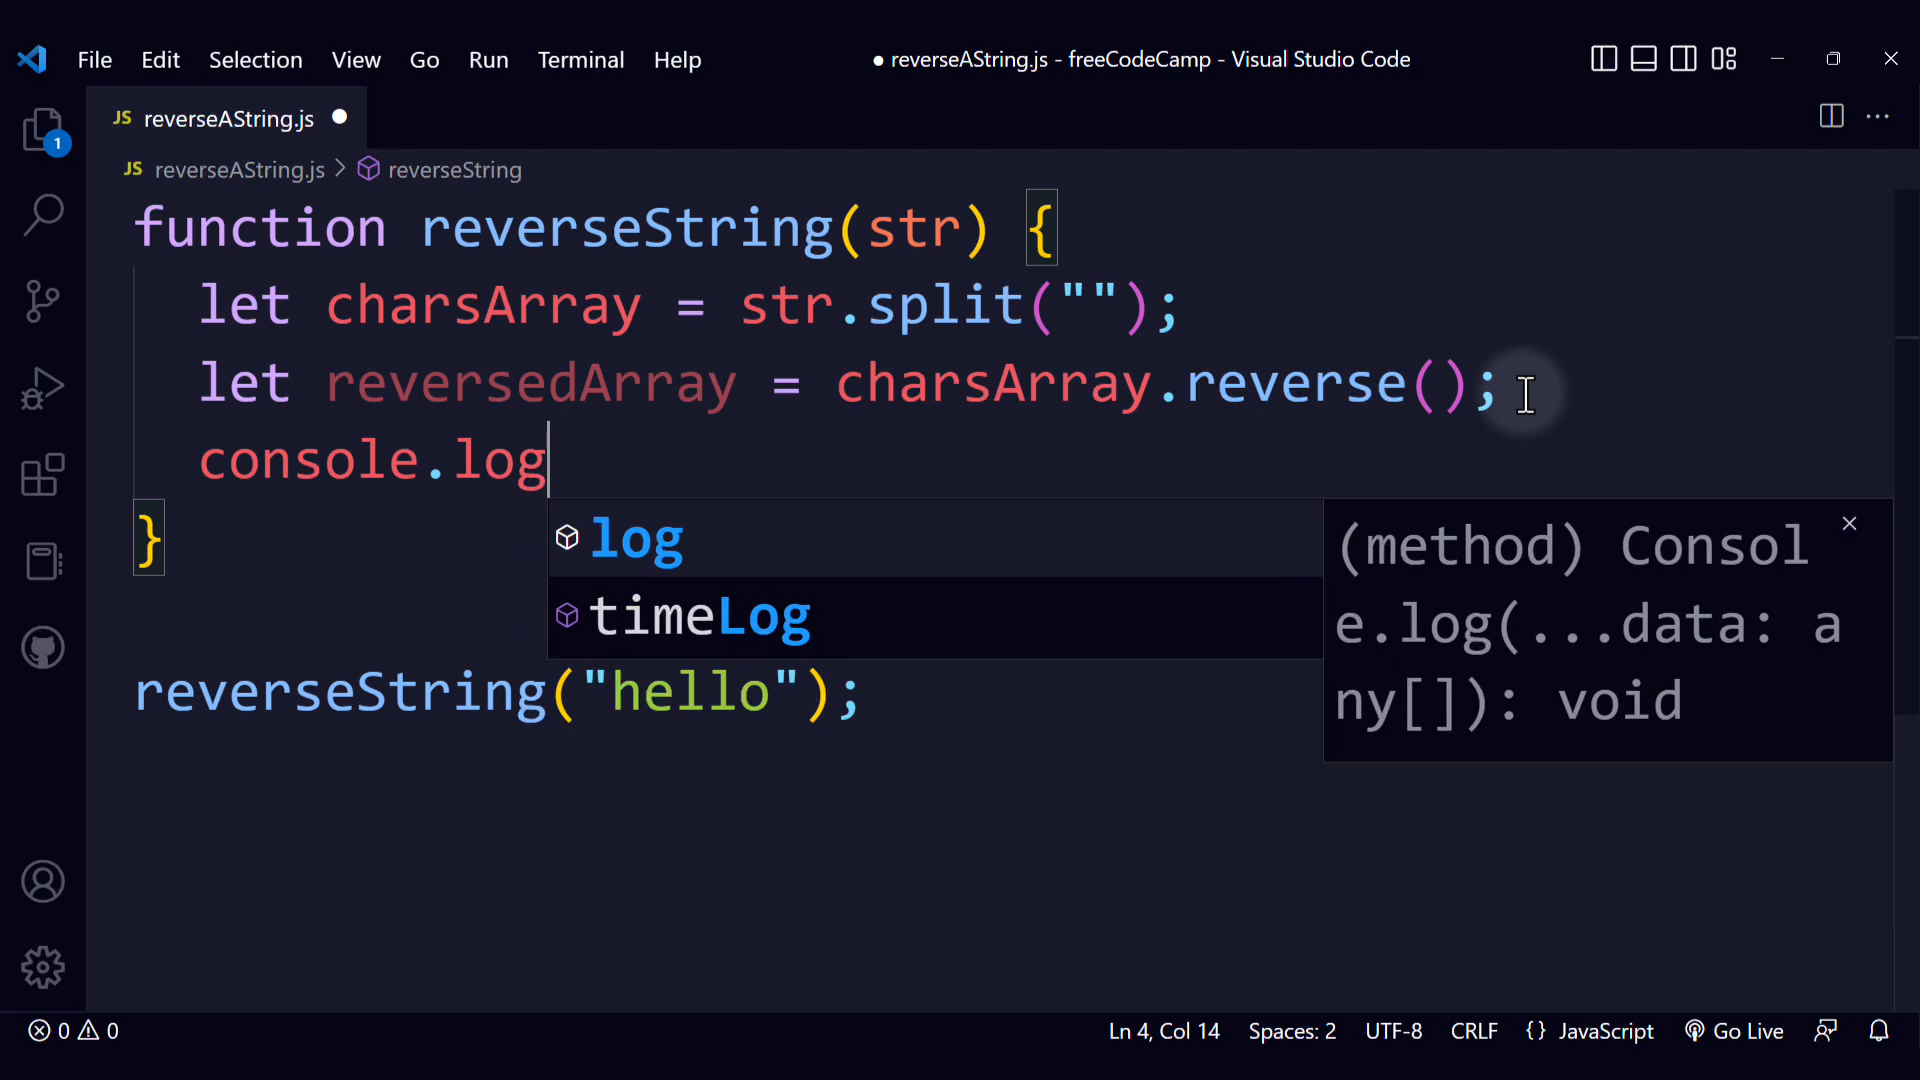 File Edit Selection View Go Run Terminal Help ● reverseAString.js - freeCodeCamp - Visual Studio Code
JS reverseAString.js ●
1
JS reverseAString.js > reverseString
function reverseString(str) {
let charsArray = str.split("");
let reversedArray = charsArray.reverse();
console.log
}
log
timeLog
(method) Consol
e.log(...data: a
ny[]): void
reverseString("hello");
0 0 Ln 4, Col 14 Spaces: 2 UTF-8 CRLF {} JavaScript Go Live